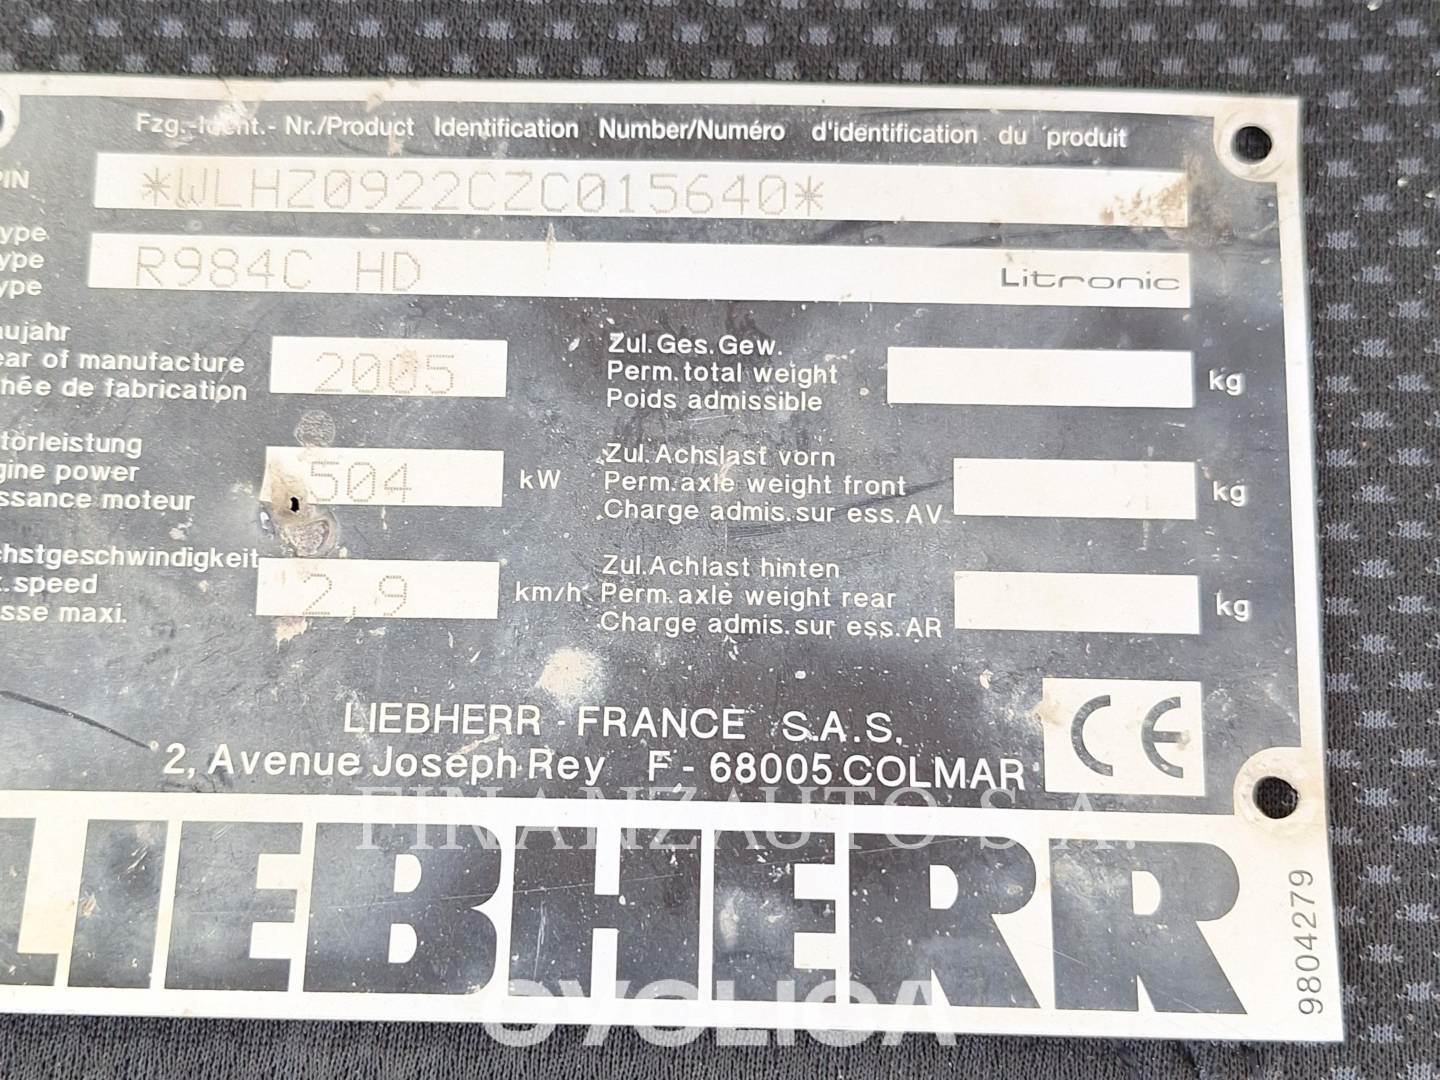 Fzg.-Ident.- Nr./Product Identification Number/Numéro d'identification du produit
PIN *WLHZ0922CZC015640*
ype
ype
ype
R984C HD Litronic
aujahr
ear of manufacture
née de fabrication
2005
Zul.Ges.Gew.
Perm.total weight
Poids admissible
kg
torleistung
gine power
issance moteur
504 kW
Zul.Achslast vorn
Perm.axle weight front
Charge admis.sur ess.AV
kg
chstgeschwindigkeit
x.speed
esse maxi.
2,9 km/h
Zul.Achlast hinten
Perm.axle weight rear
Charge admis.sur ess.AR
kg
LIEBHERR - FRANCE S.A.S.
2, Avenue Joseph Rey F - 68005 COLMAR
CE
FINANZAUTO S.A.
LIEBHERR
9804279
CYCLICA